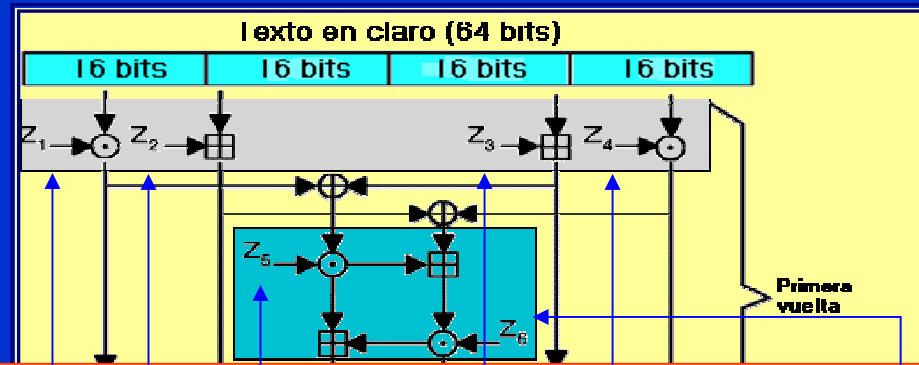 Texto en claro (64 bits)
16 bits 16 bits 16 bits 16 bits
Z1 Z2 Z3 Z4
Z5
Primera
vuelta
Z6